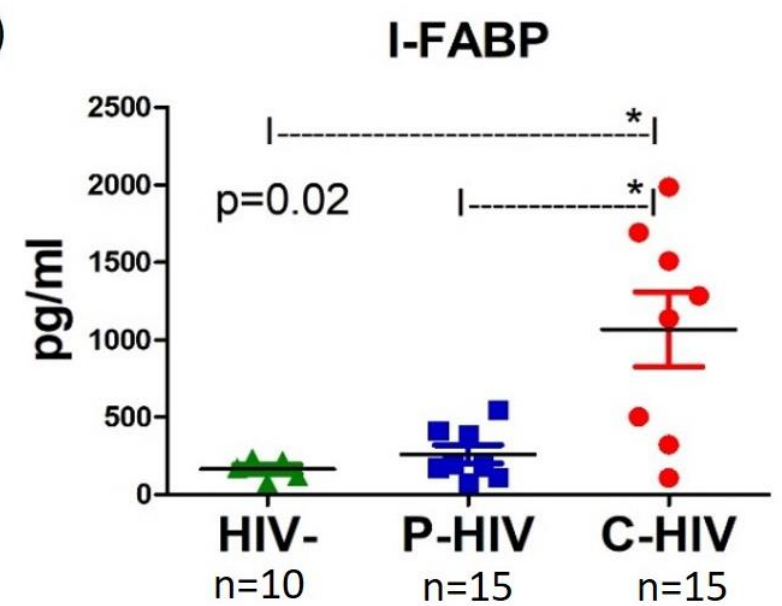 )
I-FABP
2500
2000
1500
1000
500
0
pg/ml
*
p=0.02
*
HIV- P-HIV C-HIV
n=10 n=15 n=15